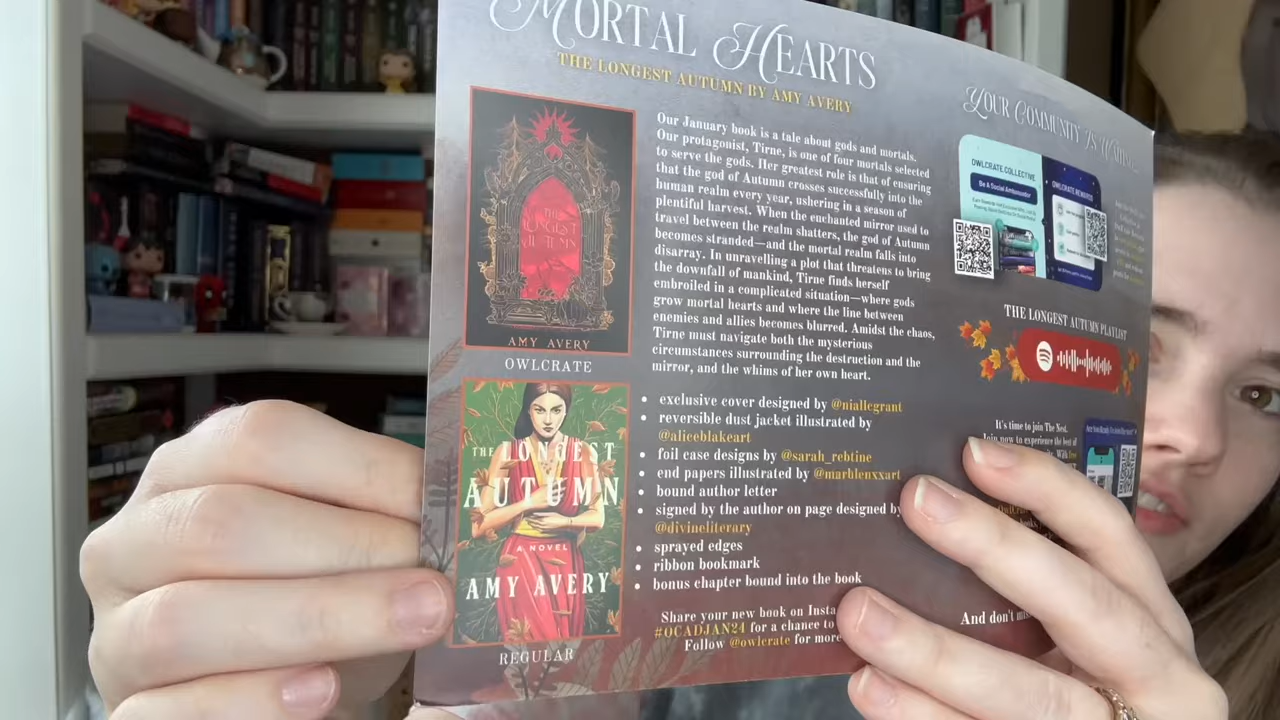 MORTAL HEARTS
THE LONGEST AUTUMN BY AMY AVERY
THE
LONGEST
AUTUMN
AMY AVERY
OWLCRATE
THE LONGEST
AUTUMN
A NOVEL
AMY AVERY
REGULAR
Our January book is a tale about gods and mortals.
Our protagonist, Tirne, is one of four mortals selected
to serve the gods. Her greatest role is that of ensuring
that the god of Autumn crosses successfully into the
human realm every year, ushering in a season of
plentiful harvest. When the enchanted mirror used to
travel between the realm shatters, the god of Autumn
becomes stranded—and the mortal realm falls into
disarray. In unravelling a plot that threatens to bring
the downfall of mankind, Tirne finds herself
embroiled in a complicated situation—where gods
grow mortal hearts and where the line between
enemies and allies becomes blurred. Amidst the chaos,
Tirne must navigate both the mysterious
circumstances surrounding the destruction and the
mirror, and the whims of her own heart.
• exclusive cover designed by @niallcgrant
• reversible dust jacket illustrated by
@aliceblakeart
• foil case designs by @sarah_rebtine
• end papers illustrated by @marblenxxart
• bound author letter
• signed by the author on page designed by
@divineliterary
• sprayed edges
• ribbon bookmark
• bonus chapter bound into the book
Share your new book on Insta
#OCADJAN24 for a chance to
Follow @owlcrate for more
YOUR COMMUNITY IS
OWLCRATE COLLECTIVE
Be A Social Ambassador
OWLCRATE REWARDS
THE LONGEST AUTUMN PLAYLIST
It's time to join The Nest.
Join now to experience the best of
With free
And don't